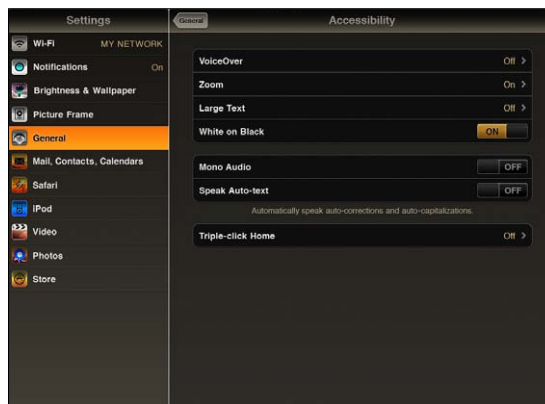 Settings
General
Accessibility
Wi-Fi MY NETWORK
Notifications On
Brightness & Wallpaper
Picture Frame
General
Mail, Contacts, Calendars
Safari
iPod
Video
Photos
Store
VoiceOver Off
Zoom On
Large Text Off
White on Black ON
Mono Audio OFF
Speak Auto-text OFF
Automatically speak auto-corrections and auto-capitalizations.
Triple-click Home Off